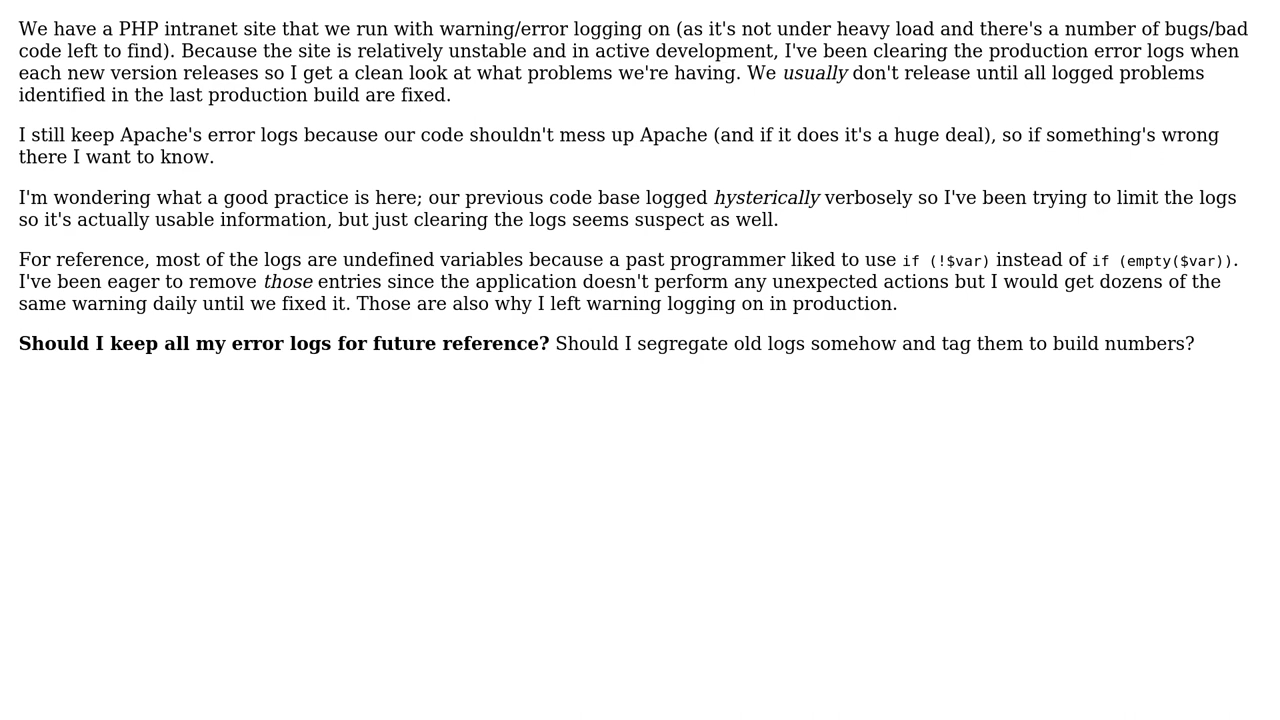 We have a PHP intranet site that we run with warning/error logging on (as it's not under heavy load and there's a number of bugs/bad
code left to find). Because the site is relatively unstable and in active development, I've been clearing the production error logs when
each new version releases so I get a clean look at what problems we're having. We usually don't release until all logged problems
identified in the last production build are fixed.
I still keep Apache's error logs because our code shouldn't mess up Apache (and if it does it's a huge deal), so if something's wrong
there I want to know.
I'm wondering what a good practice is here; our previous code base logged hysterically verbosely so I've been trying to limit the logs
so it's actually usable information, but just clearing the logs seems suspect as well.
For reference, most of the logs are undefined variables because a past programmer liked to use if (!$var) instead of if (empty($var)).
I've been eager to remove those entries since the application doesn't perform any unexpected actions but I would get dozens of the
same warning daily until we fixed it. Those are also why I left warning logging on in production.
Should I keep all my error logs for future reference? Should I segregate old logs somehow and tag them to build numbers?